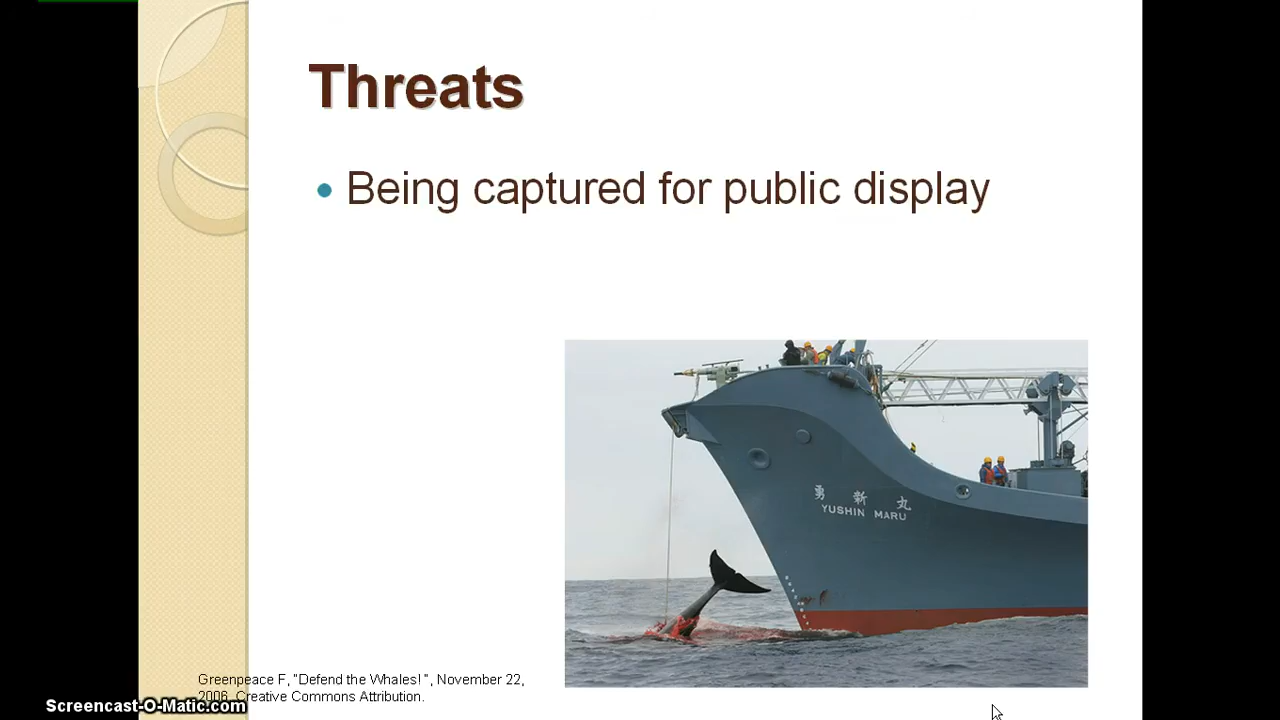 Threats
• Being captured for public display
勇 新 丸
YUSHIN MARU
Greenpeace F, "Defend the Whales! ", November 22,
2006. Creative Commons Attribution.
Screencast-O-Matic.com